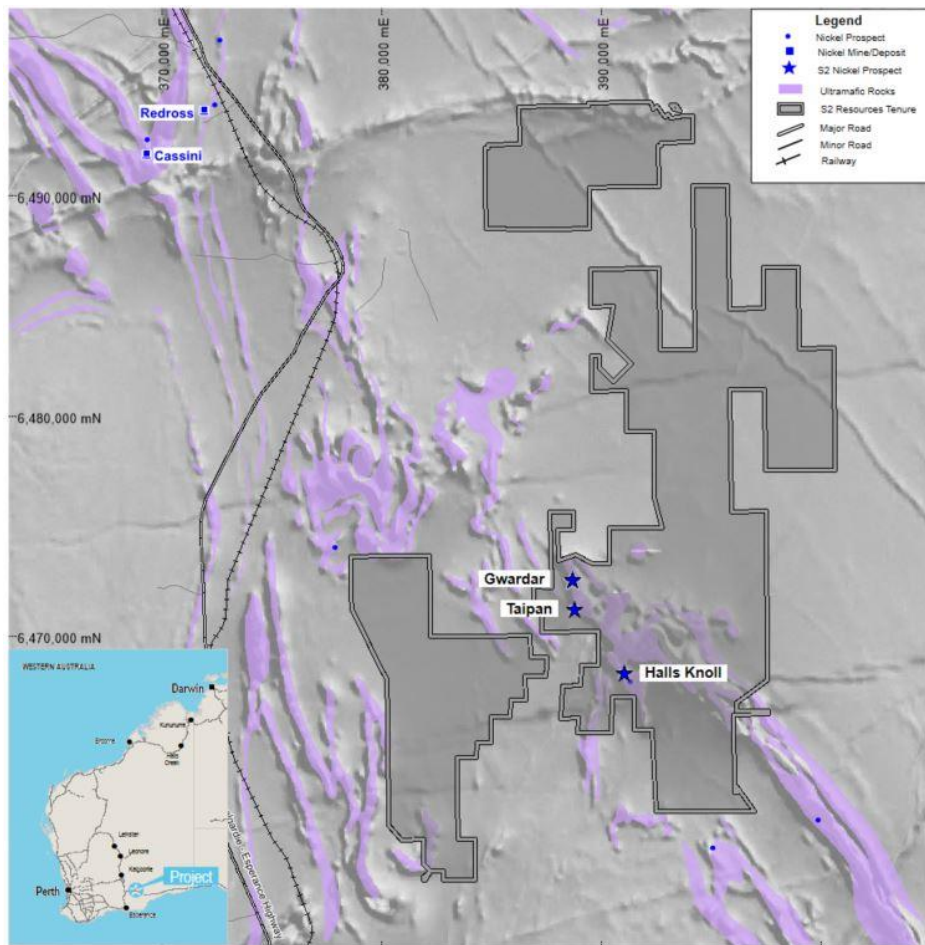 370,000 mE
380,000 mE
390,000 mE
Legend
Nickel Prospect
Nickel Mine/Deposit
S2 Nickel Prospect
Ultramafic Rocks
S2 Resources Tenure
Major Road
Minor Road
Railway
Redross
Cassini
6,490,000 mN
6,480,000 mN
Gwardar
Taipan
6,470,000 mN
Halls Knoll
WESTERN AUSTRALIA
Darwin
Kununurra
Broome
Halls
Creek
Leinster
Leonora
Kalgoorlie
Project
Perth
Esperance
Esperance Highway